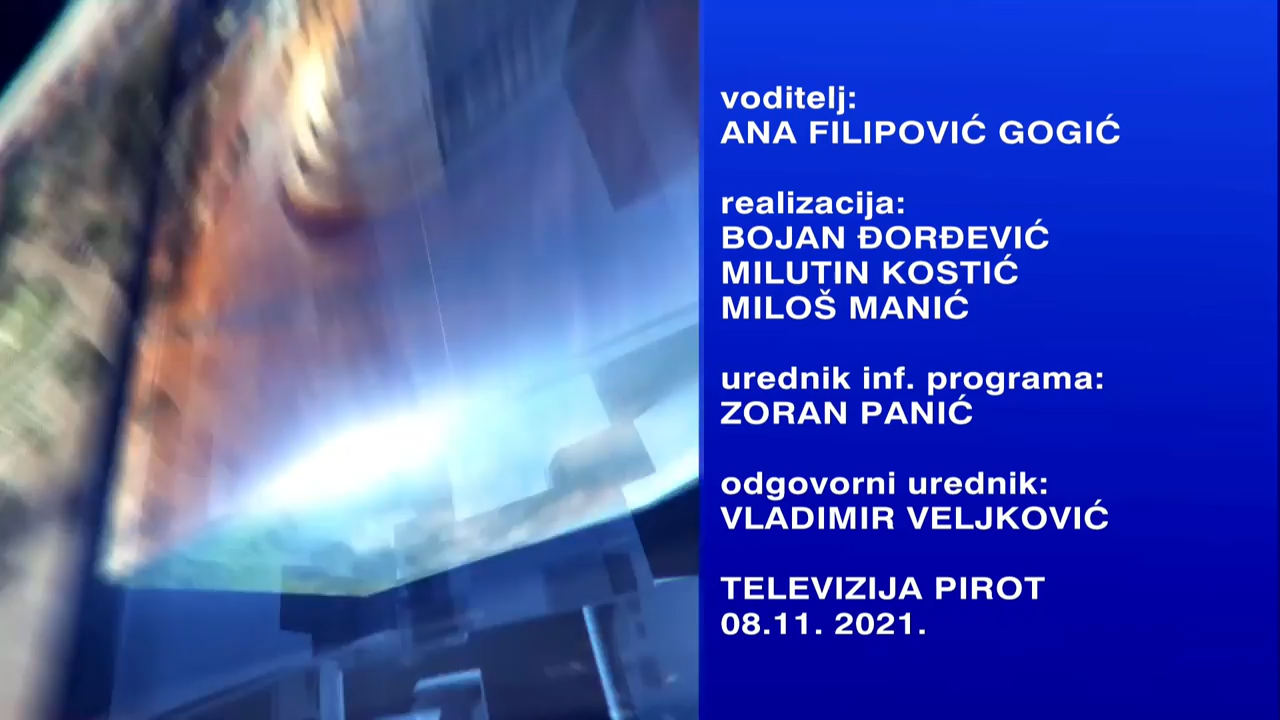 voditelj:
ANA FILIPOVIĆ GOGIĆ
realizacija:
BOJAN ĐORĐEVIĆ
MILUTIN KOSTIĆ
MILOŠ MANIĆ
urednik inf. programa:
ZORAN PANIĆ
odgovorni urednik:
VLADIMIR VELJKOVIĆ
TELEVIZIJA PIROT
08.11. 2021.